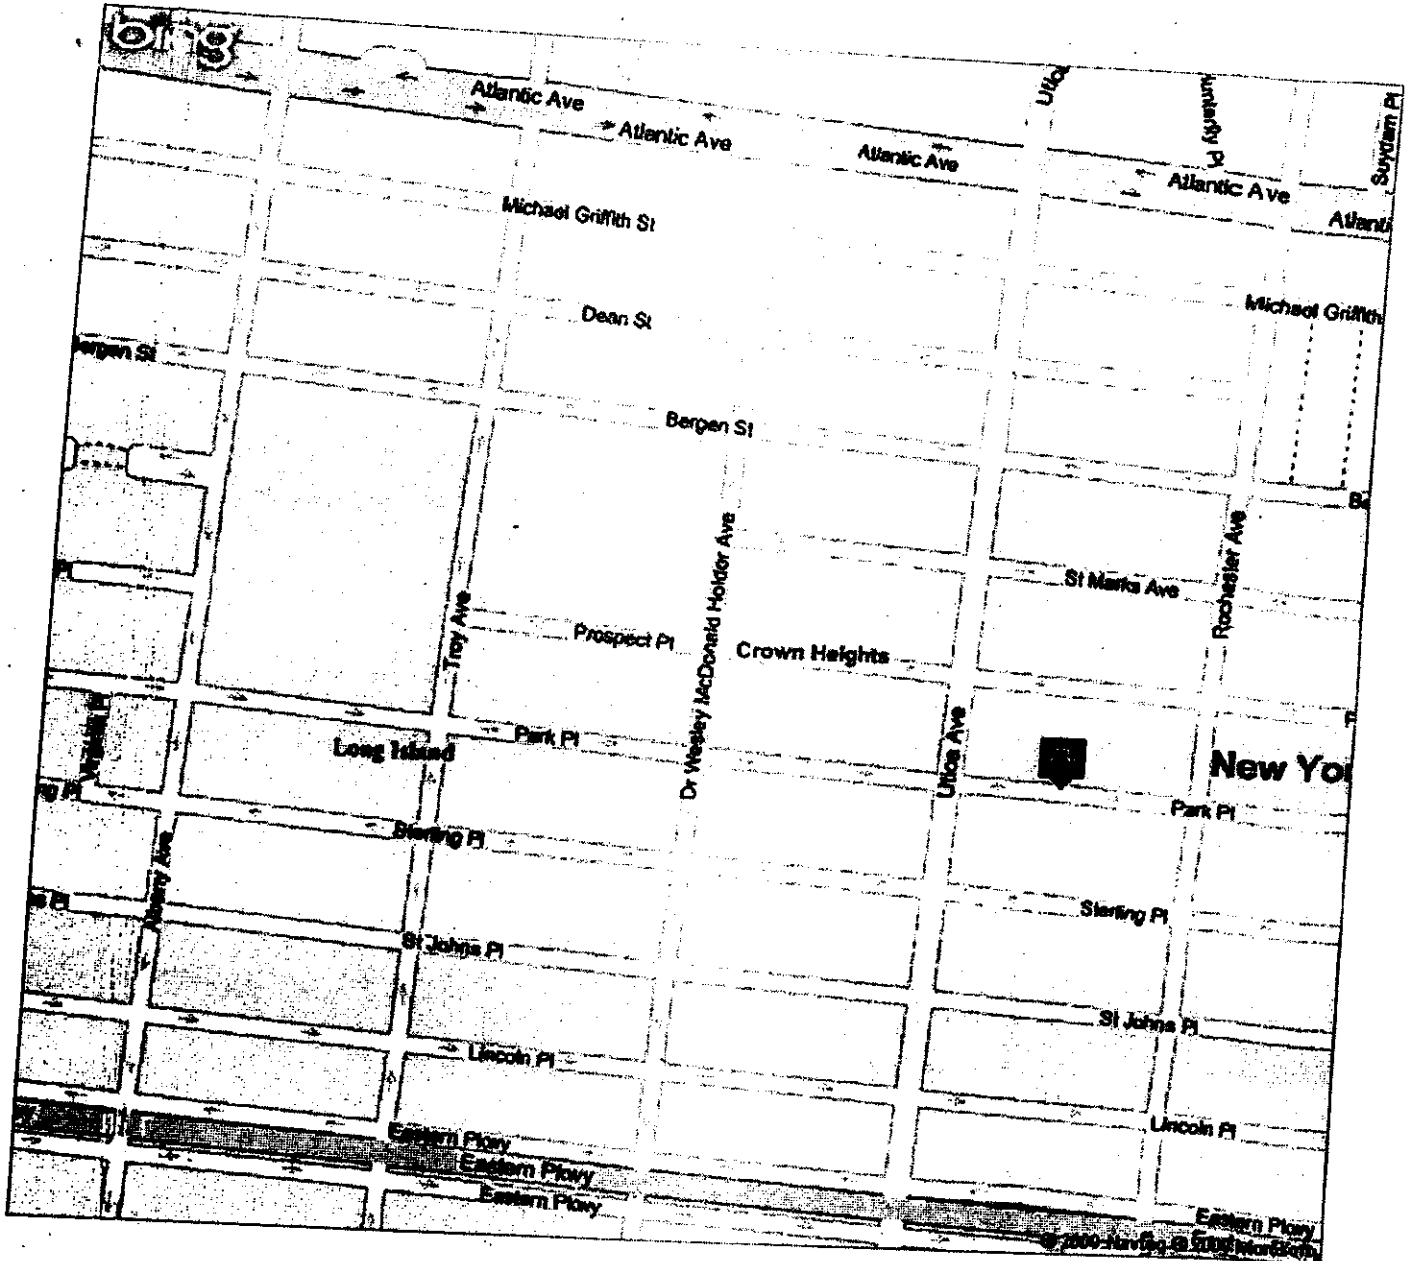 bing
Atlantic Ave
Atlantic Ave
Atlantic Ave
Atlantic Ave
Suydam Pl
Michael Griffith St
Michael Griffith
Dean St
Bergen St
Bergen St
Dr Wesley McDonald Holder Ave
Troy Ave
Rochester Ave
St Marks Ave
Pl
Prospect Pl
Crown Heights
Utica Ave
Park Pl
Long Island
New Yor
Park Pl
Sterling Pl
Albany Ave
Sterling Pl
St Johns Pl
St Johns Pl
Lincoln Pl
Lincoln Pl
Eastern Pkwy
Eastern Pkwy
Eastern Pkwy
Eastern Pkwy